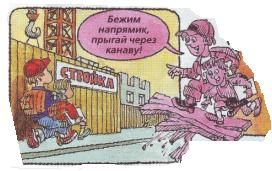 Бежим
напрямик,
прыгай через
канаву!
СТРОЙКА